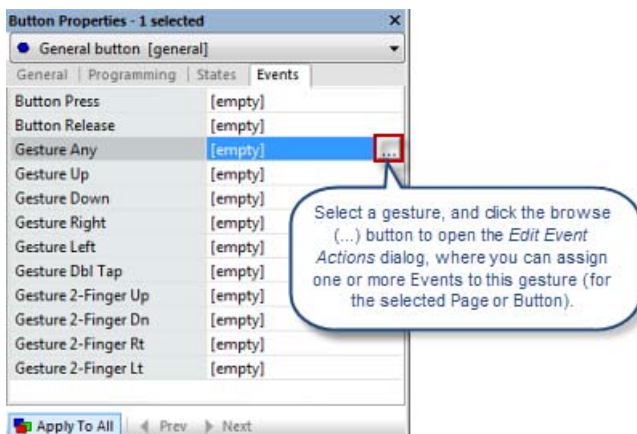 Button Properties - 1 selected
General button [general]
General Programming States Events
Button Press [empty]
Button Release [empty]
Gesture Any [empty] ...
Gesture Up [empty]
Gesture Down [empty]
Gesture Right [empty]
Gesture Left [empty]
Gesture Dbl Tap [empty]
Gesture 2-Finger Up [empty]
Gesture 2-Finger Dn [empty]
Gesture 2-Finger Rt [empty]
Gesture 2-Finger Lt [empty]
Select a gesture, and click the browse
(...) button to open the Edit Event
Actions dialog, where you can assign
one or more Events to this gesture (for
the selected Page or Button).
Apply To All Prev Next